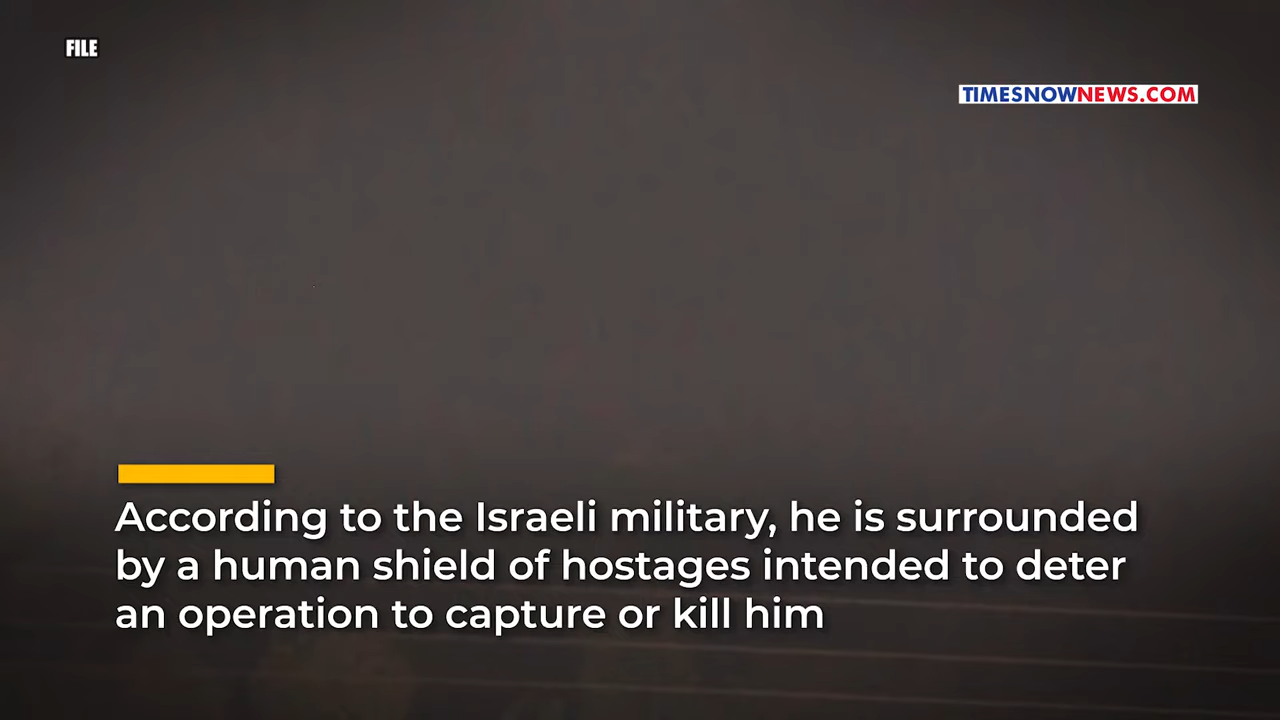 FILE
TIMESNOWNEWS.COM
According to the Israeli military, he is surrounded
by a human shield of hostages intended to deter
an operation to capture or kill him